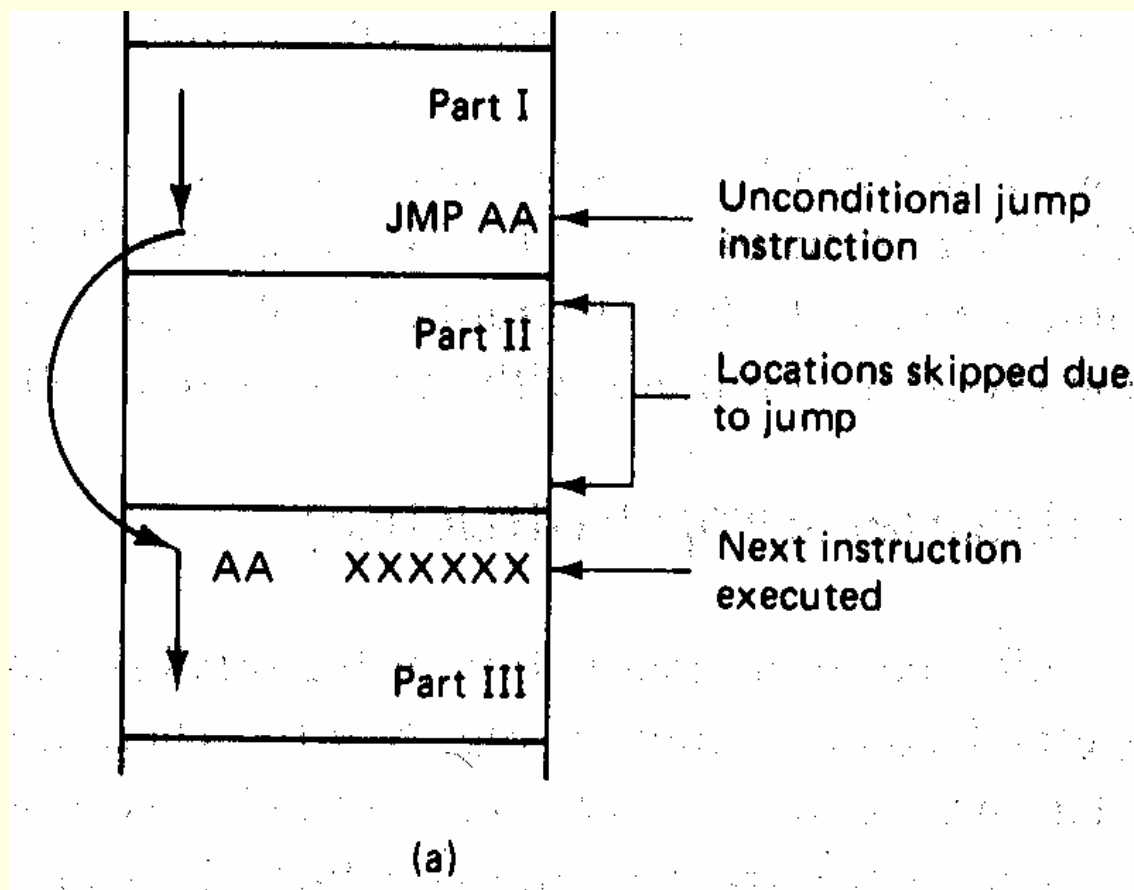 Part I
JMP AA
Unconditional jump
instruction
Part II
Locations skipped due
to jump
AA XXXXXX
Next instruction
executed
Part III
(a)